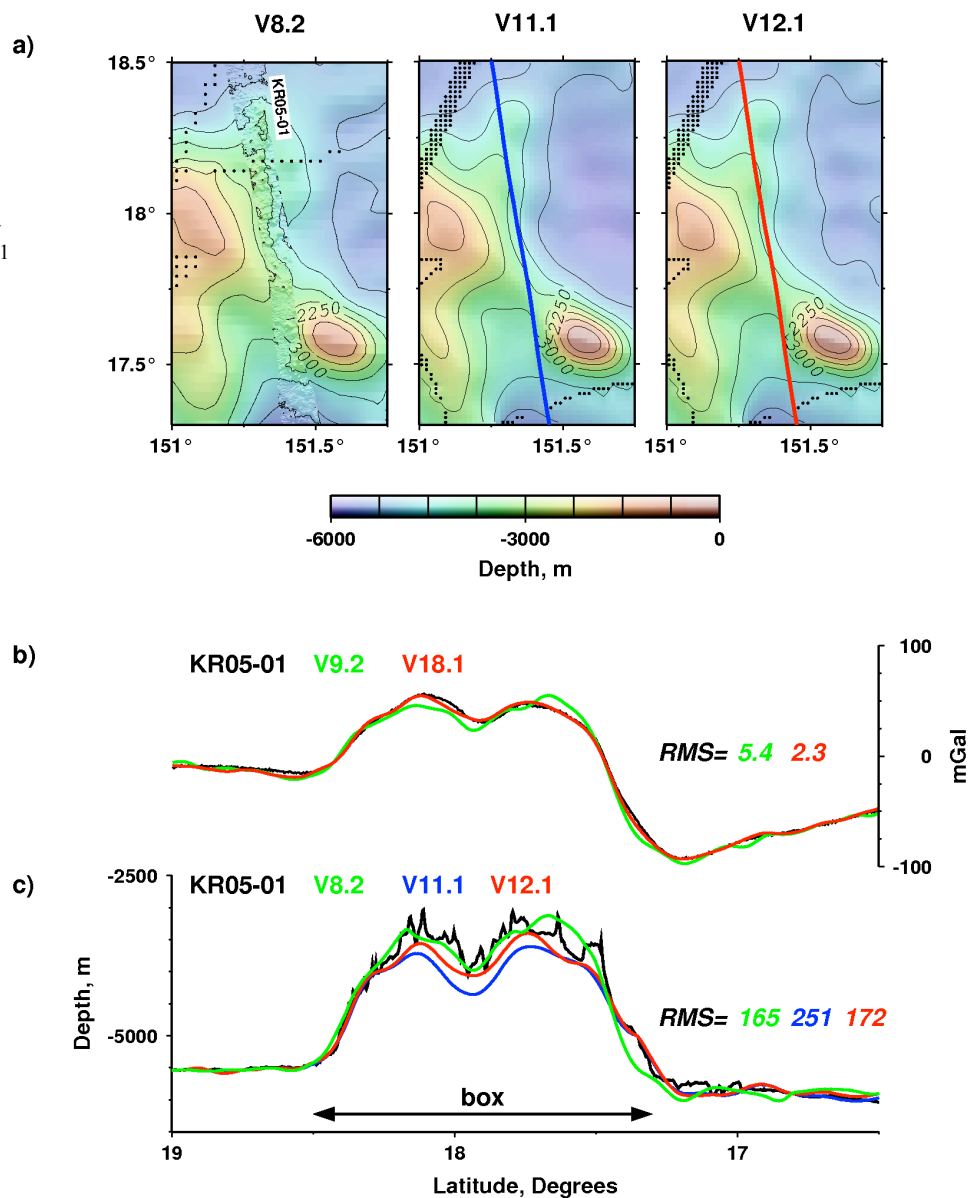 V8.2 V11.1 V12.1
a)
18.5°
18°
17.5°
1
KR05-01
2250
3000
2250
3000
2250
3000
151° 151.5° 151° 151.5° 151° 151.5°
-6000 -3000 0
Depth, m
b)
KR05-01 V9.2 V18.1
100
0
-100
mGal
RMS= 5.4 2.3
c)
-2500
-5000
Depth, m
KR05-01 V8.2 V11.1 V12.1
RMS= 165 251 172
box
19 18 17
Latitude, Degrees